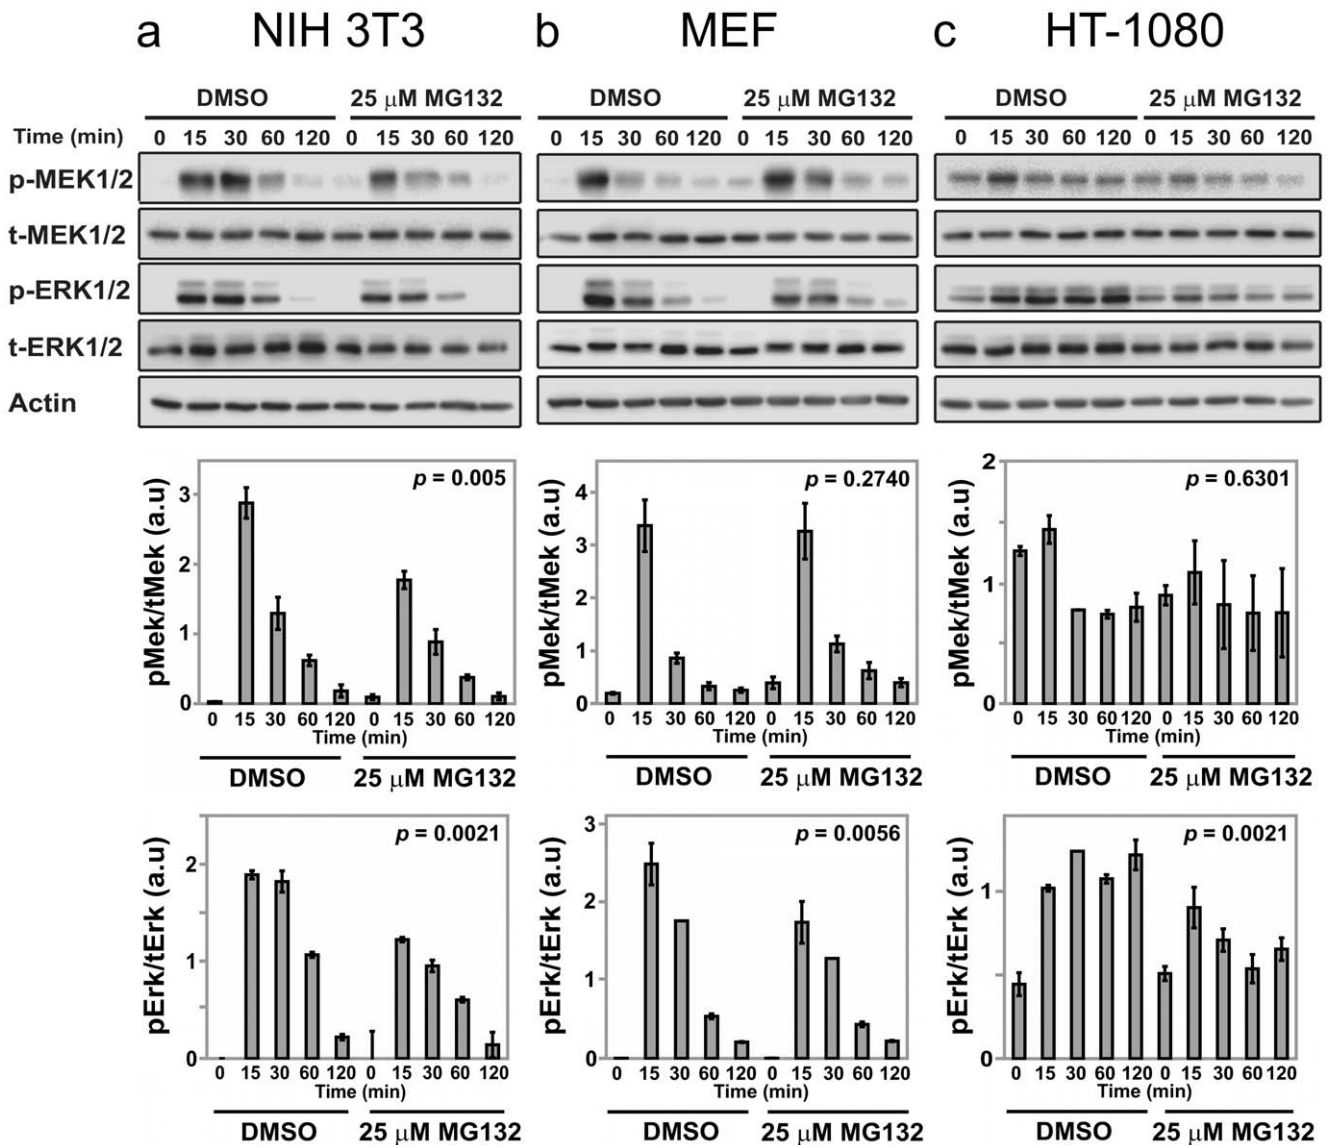 a NIH 3T3 b MEF c HT-1080
DMSO 25 μM MG132 DMSO 25 μM MG132 DMSO 25 μM MG132
Time (min) 0 15 30 60 120 0 15 30 60 120 0 15 30 60 120 0 15 30 60 120 0 15 30 60 120 0 15 30 60 120
p-MEK1/2
t-MEK1/2
p-ERK1/2
t-ERK1/2
Actin
pMek/tMek (a.u)
3
2
1
0
p = 0.005
0 15 30 60 120 0 15 30 60 120
Time (min)
DMSO 25 μM MG132
pMek/tMek (a.u)
4
3
2
1
0
p = 0.2740
0 15 30 60 120 0 15 30 60 120
Time (min)
DMSO 25 μM MG132
pMek/tMek (a.u)
2
1
0
p = 0.6301
0 15 30 60 120 0 15 30 60 120
Time (min)
DMSO 25 μM MG132
pErk/tErk (a.u)
2
1
0
p = 0.0021
0 15 30 60 120 0 15 30 60 120
Time (min)
DMSO 25 μM MG132
pErk/tErk (a.u)
3
2
1
0
p = 0.0056
0 15 30 60 120 0 15 30 60 120
Time (min)
DMSO 25 μM MG132
pErk/tErk (a.u)
1
0
p = 0.0021
0 15 30 60 120 0 15 30 60 120
Time (min)
DMSO 25 μM MG132